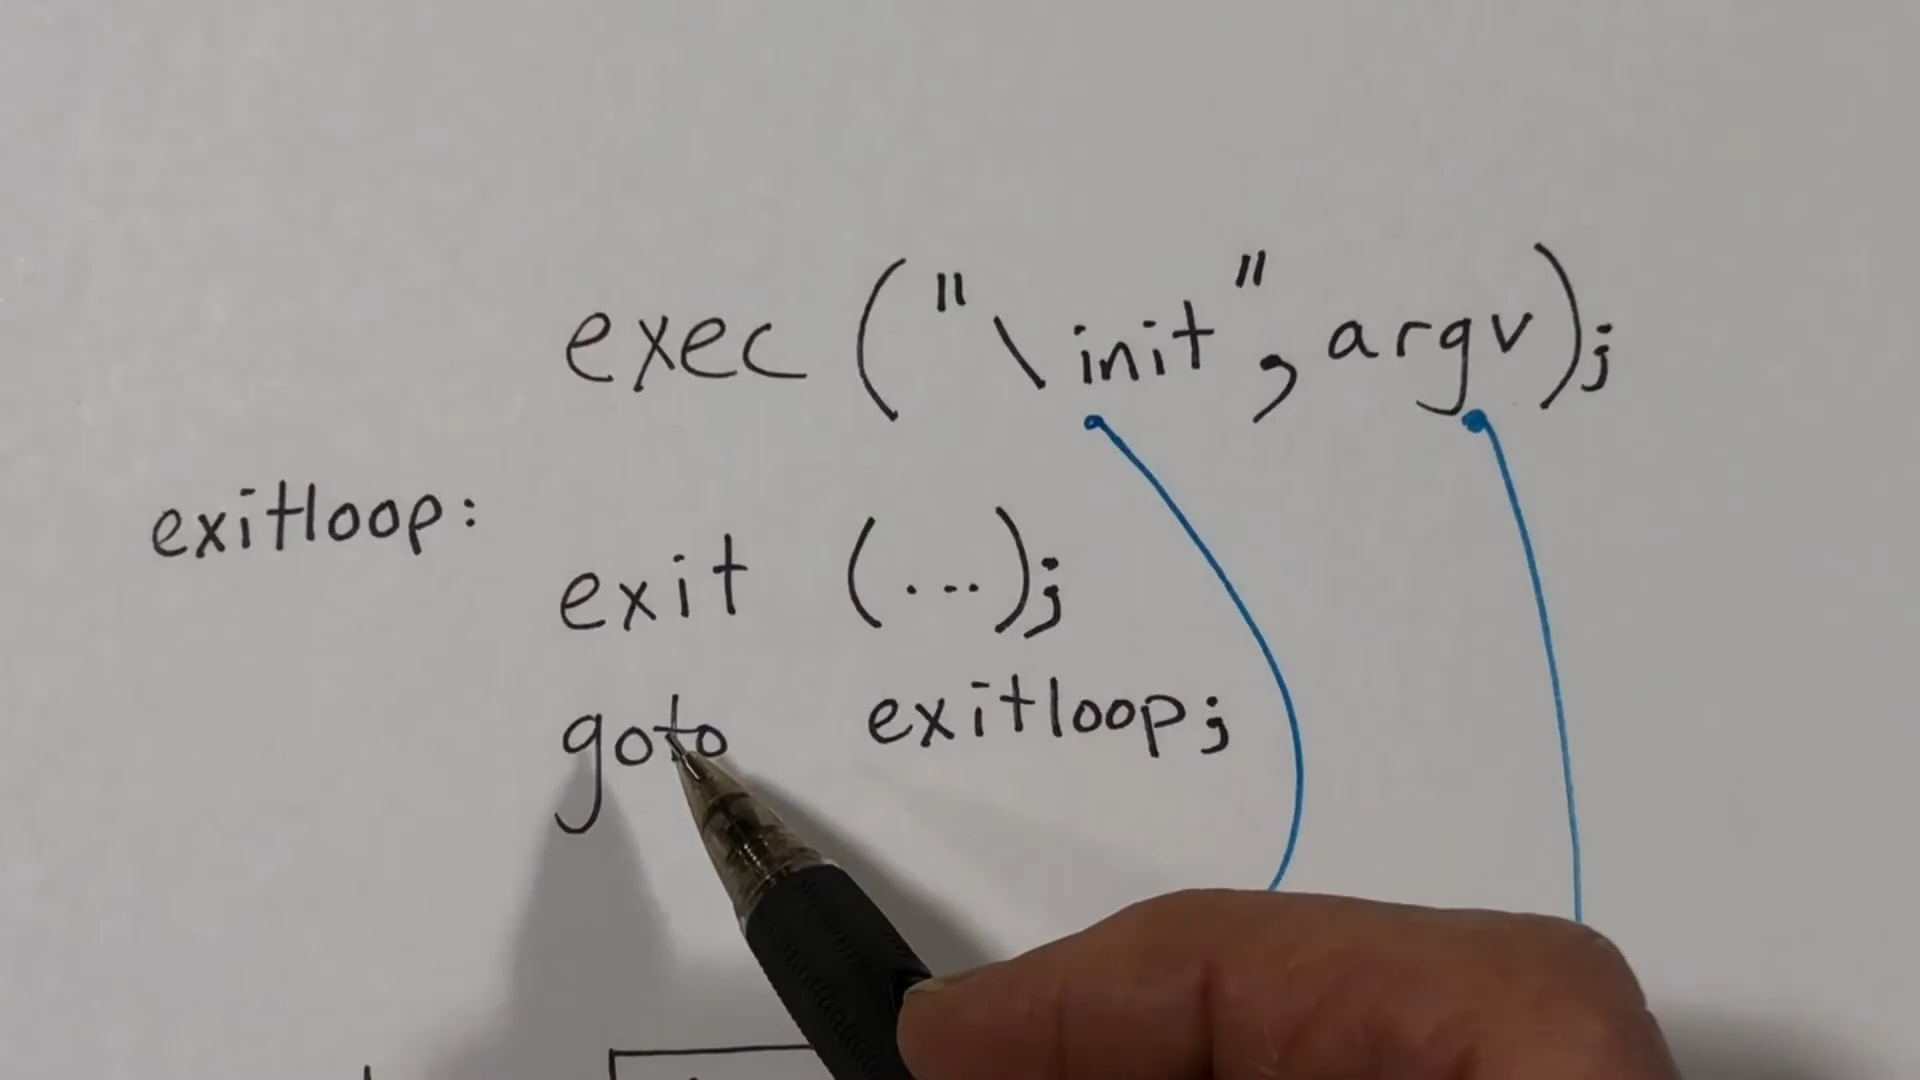 exec ("\init", argv);
exitloop:
exit (...);
goto exitloop;